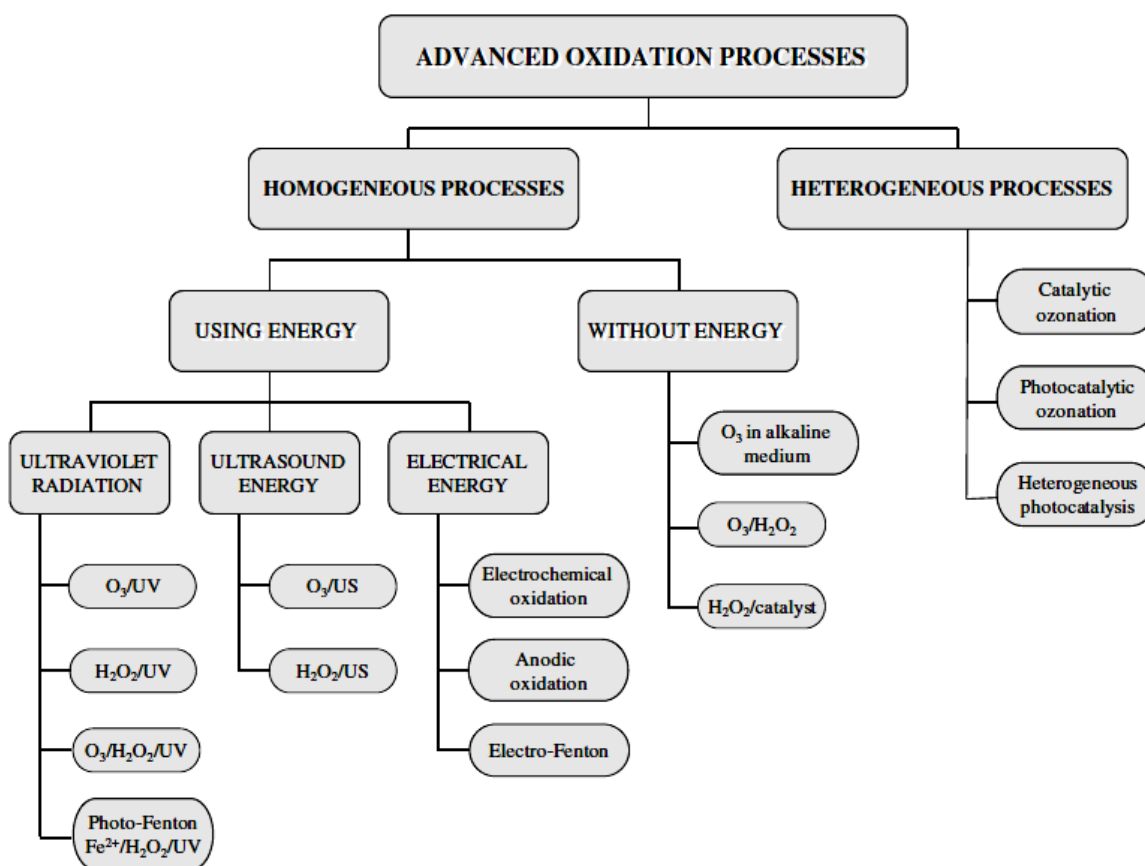 ADVANCED OXIDATION PROCESSES
HOMOGENEOUS PROCESSES
HETEROGENEOUS PROCESSES
USING ENERGY
WITHOUT ENERGY
Catalytic
ozonation
Photocatalytic
ozonation
Heterogeneous
photocatalysis
ULTRAVIOLET
RADIATION
ULTRASOUND
ENERGY
ELECTRICAL
ENERGY
O₃ in alkaline
medium
O₃/H₂O₂
H₂O₂/catalyst
O₃/UV
H₂O₂/UV
O₃/H₂O₂/UV
Photo-Fenton
Fe²⁺/H₂O₂/UV
O₃/US
H₂O₂/US
Electrochemical
oxidation
Anodic
oxidation
Electro-Fenton